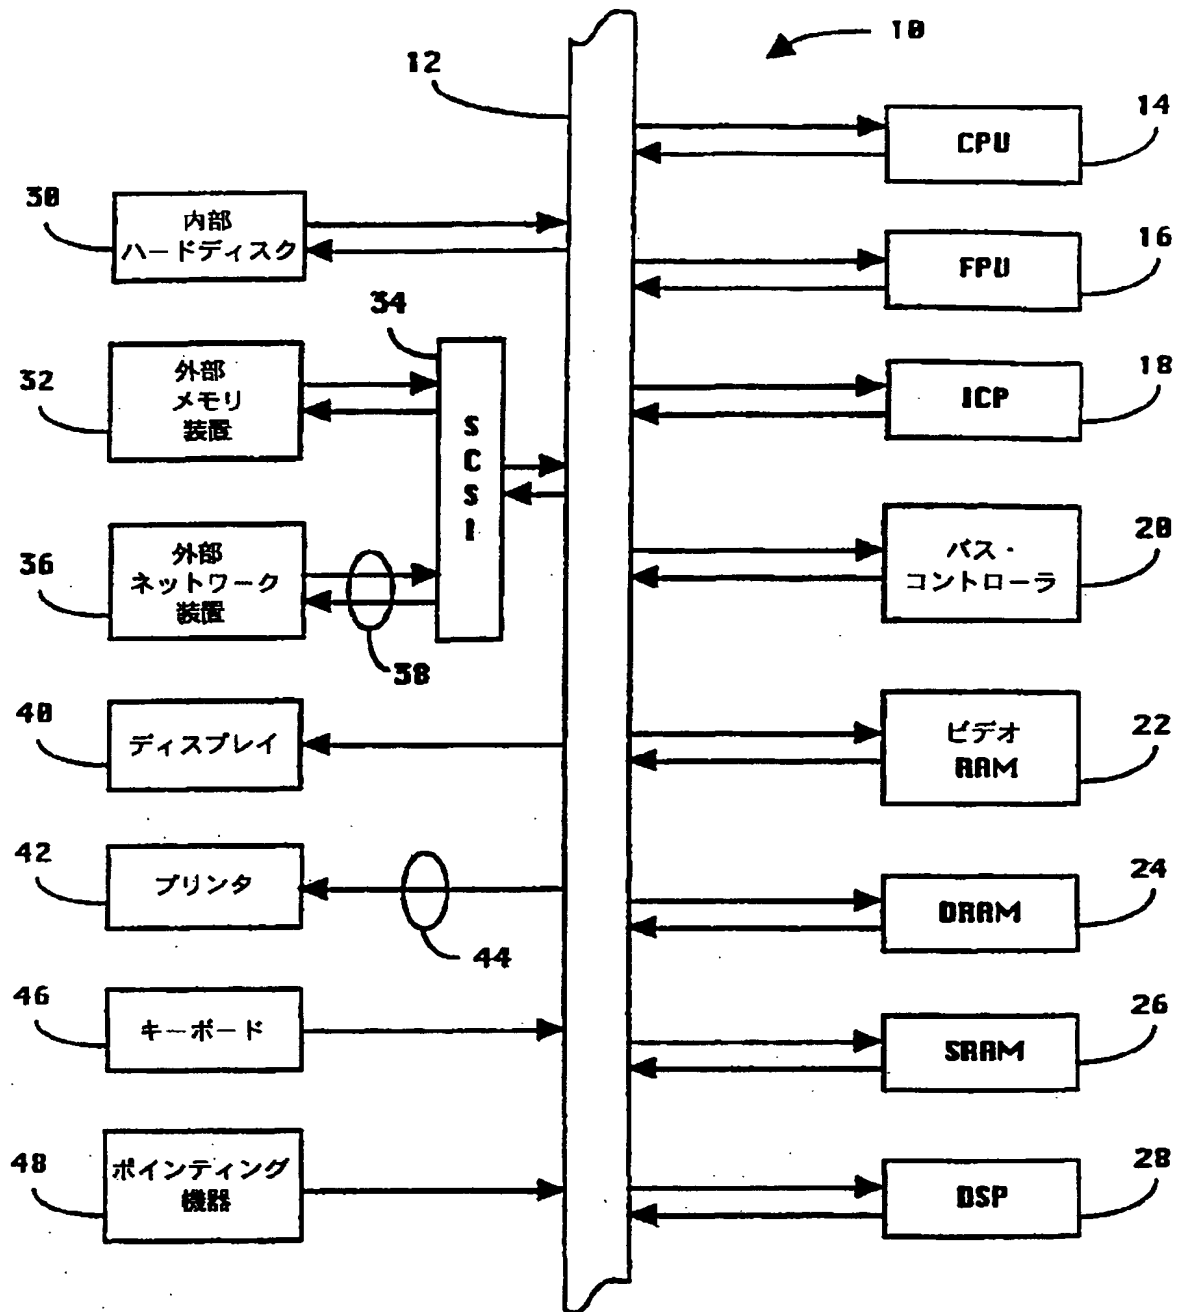 10
12
14
CPU
30
内部
ハードディスク
16
FPU
34
32
外部
メモリ
装置
18
ICP
S
C
S
I
36
外部
ネットワーク
装置
38
20
バス・
コントローラ
40
ディスプレイ
22
ビデオ
RAM
42
プリンタ
44
24
DRAM
46
キーボード
26
SRAM
48
ポインティング
機器
28
DSP